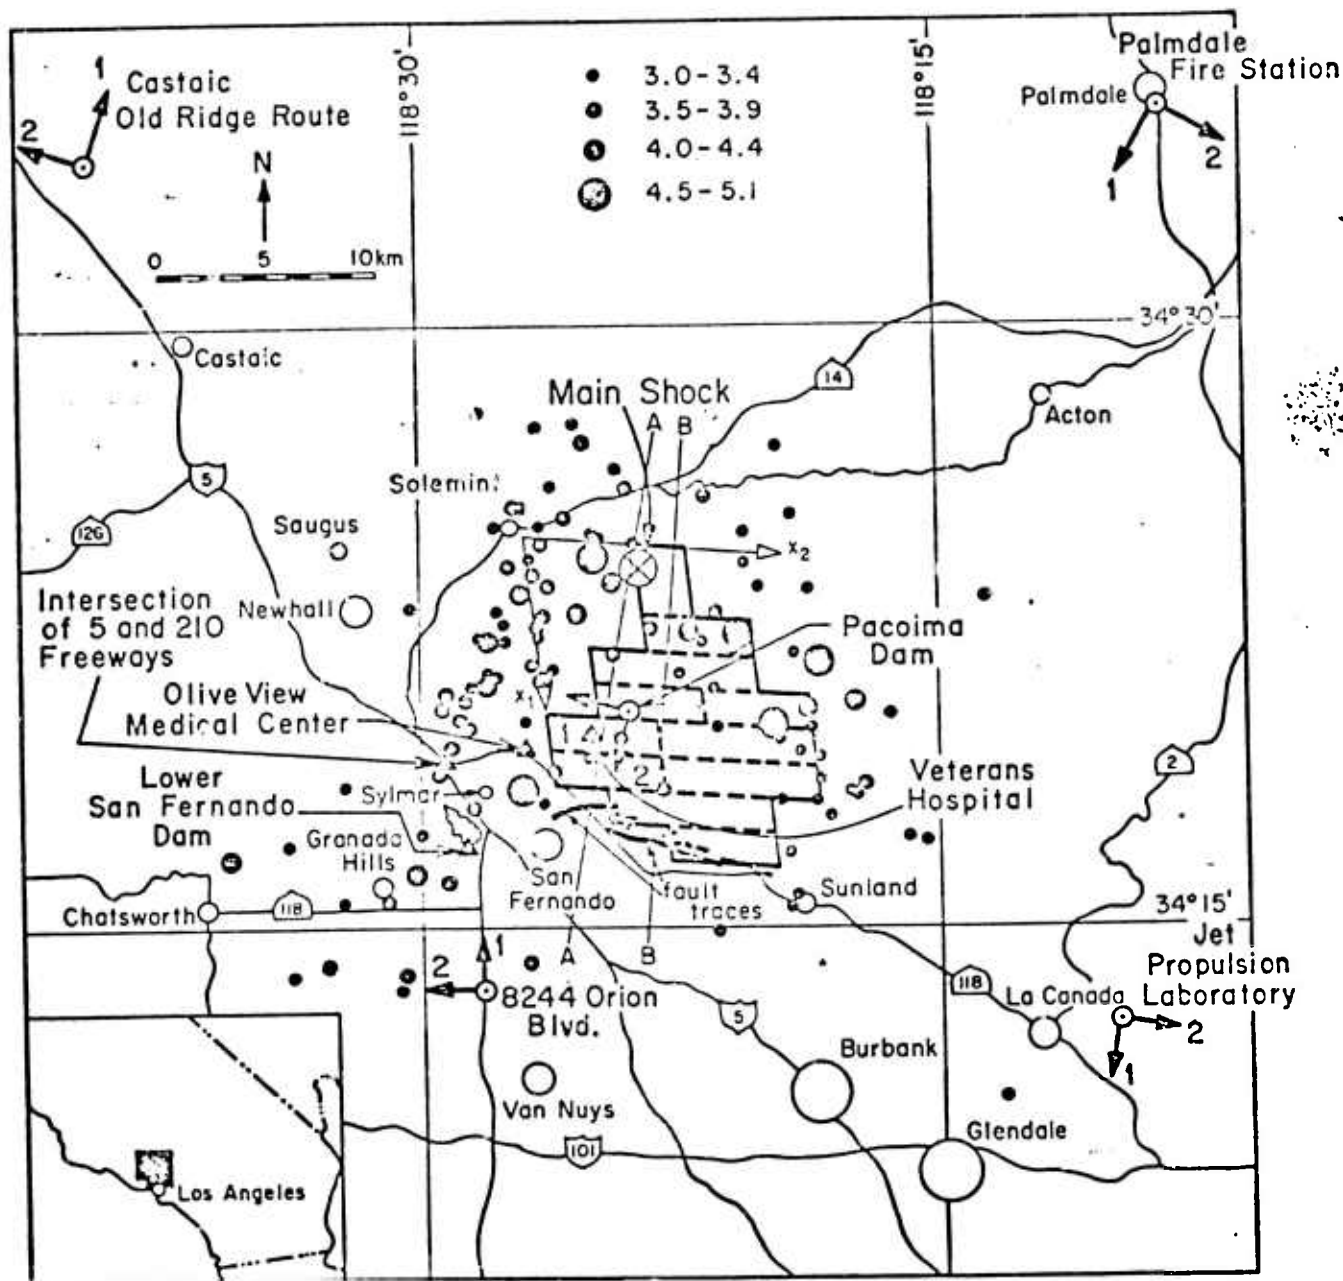 Palmdale
Fire Station
Palmdale
1
2
1
Castaic
Old Ridge Route
2
N
0 5 10km
118°30'
118°15'
3.0-3.4
3.5-3.9
4.0-4.4
4.5-5.1
34°30'
Castaic
14
Main Shock
A B
Acton
5
Solemint
126
Saugus
x2
Intersection
of 5 and 210
Freeways
Newhall
Pacoima
Dam
Olive View
Medical Center
x1
1
2
2
Veterans
Hospital
Lower
San Fernando
Dam
Sylmar
Granada
Hills
San
Fernando
fault
traces
Sunland
Chatsworth
118
34°15'
Jet
Propulsion
Laboratory
1
2
A
B
8244 Orion
Blvd.
118
La Canada
2
1
5
Burbank
Van Nuys
101
Glendale
Los Angeles